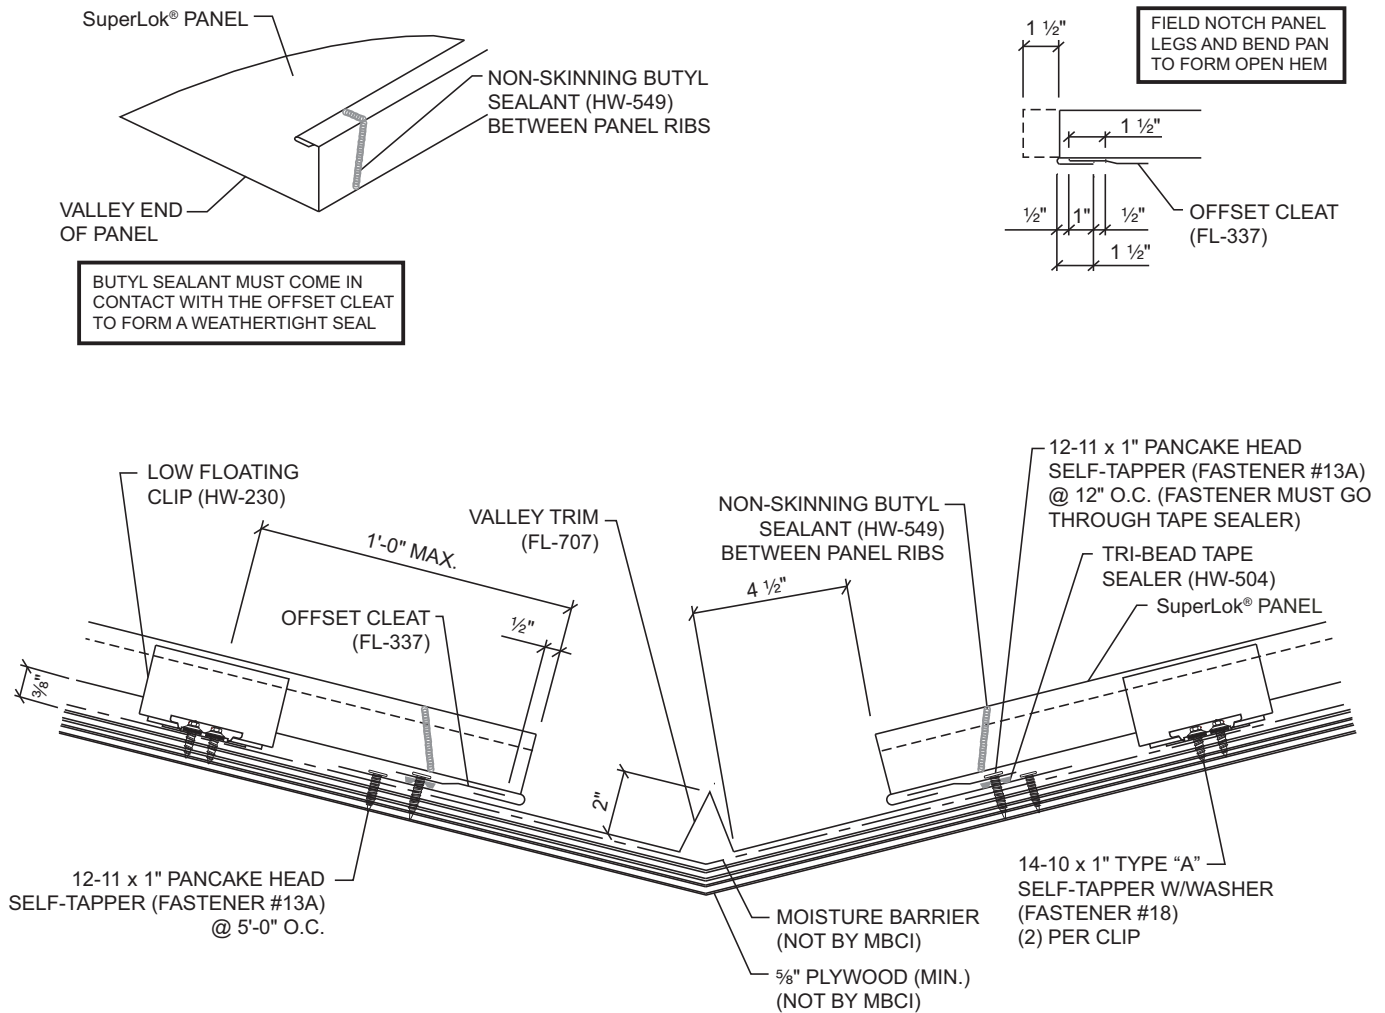 SuperLok® PANEL
NON-SKINNING BUTYL
SEALANT (HW-549)
BETWEEN PANEL RIBS
VALLEY END
OF PANEL
BUTYL SEALANT MUST COME IN
CONTACT WITH THE OFFSET CLEAT
TO FORM A WEATHERTIGHT SEAL
1 ½"
FIELD NOTCH PANEL
LEGS AND BEND PAN
TO FORM OPEN HEM
1 ½"
½"
1"
½"
1 ½"
OFFSET CLEAT
(FL-337)
LOW FLOATING
CLIP (HW-230)
1'-0" MAX.
VALLEY TRIM
(FL-707)
OFFSET CLEAT
(FL-337)
½"
⅜"
2"
NON-SKINNING BUTYL
SEALANT (HW-549)
BETWEEN PANEL RIBS
4 ½"
12-11 x 1" PANCAKE HEAD
SELF-TAPPER (FASTENER #13A)
@ 12" O.C. (FASTENER MUST GO
THROUGH TAPE SEALER)
TRI-BEAD TAPE
SEALER (HW-504)
SuperLok® PANEL
12-11 x 1" PANCAKE HEAD
SELF-TAPPER (FASTENER #13A)
@ 5'-0" O.C.
MOISTURE BARRIER
(NOT BY MBCI)
⅝" PLYWOOD (MIN.)
(NOT BY MBCI)
14-10 x 1" TYPE “A”
SELF-TAPPER W/WASHER
(FASTENER #18)
(2) PER CLIP